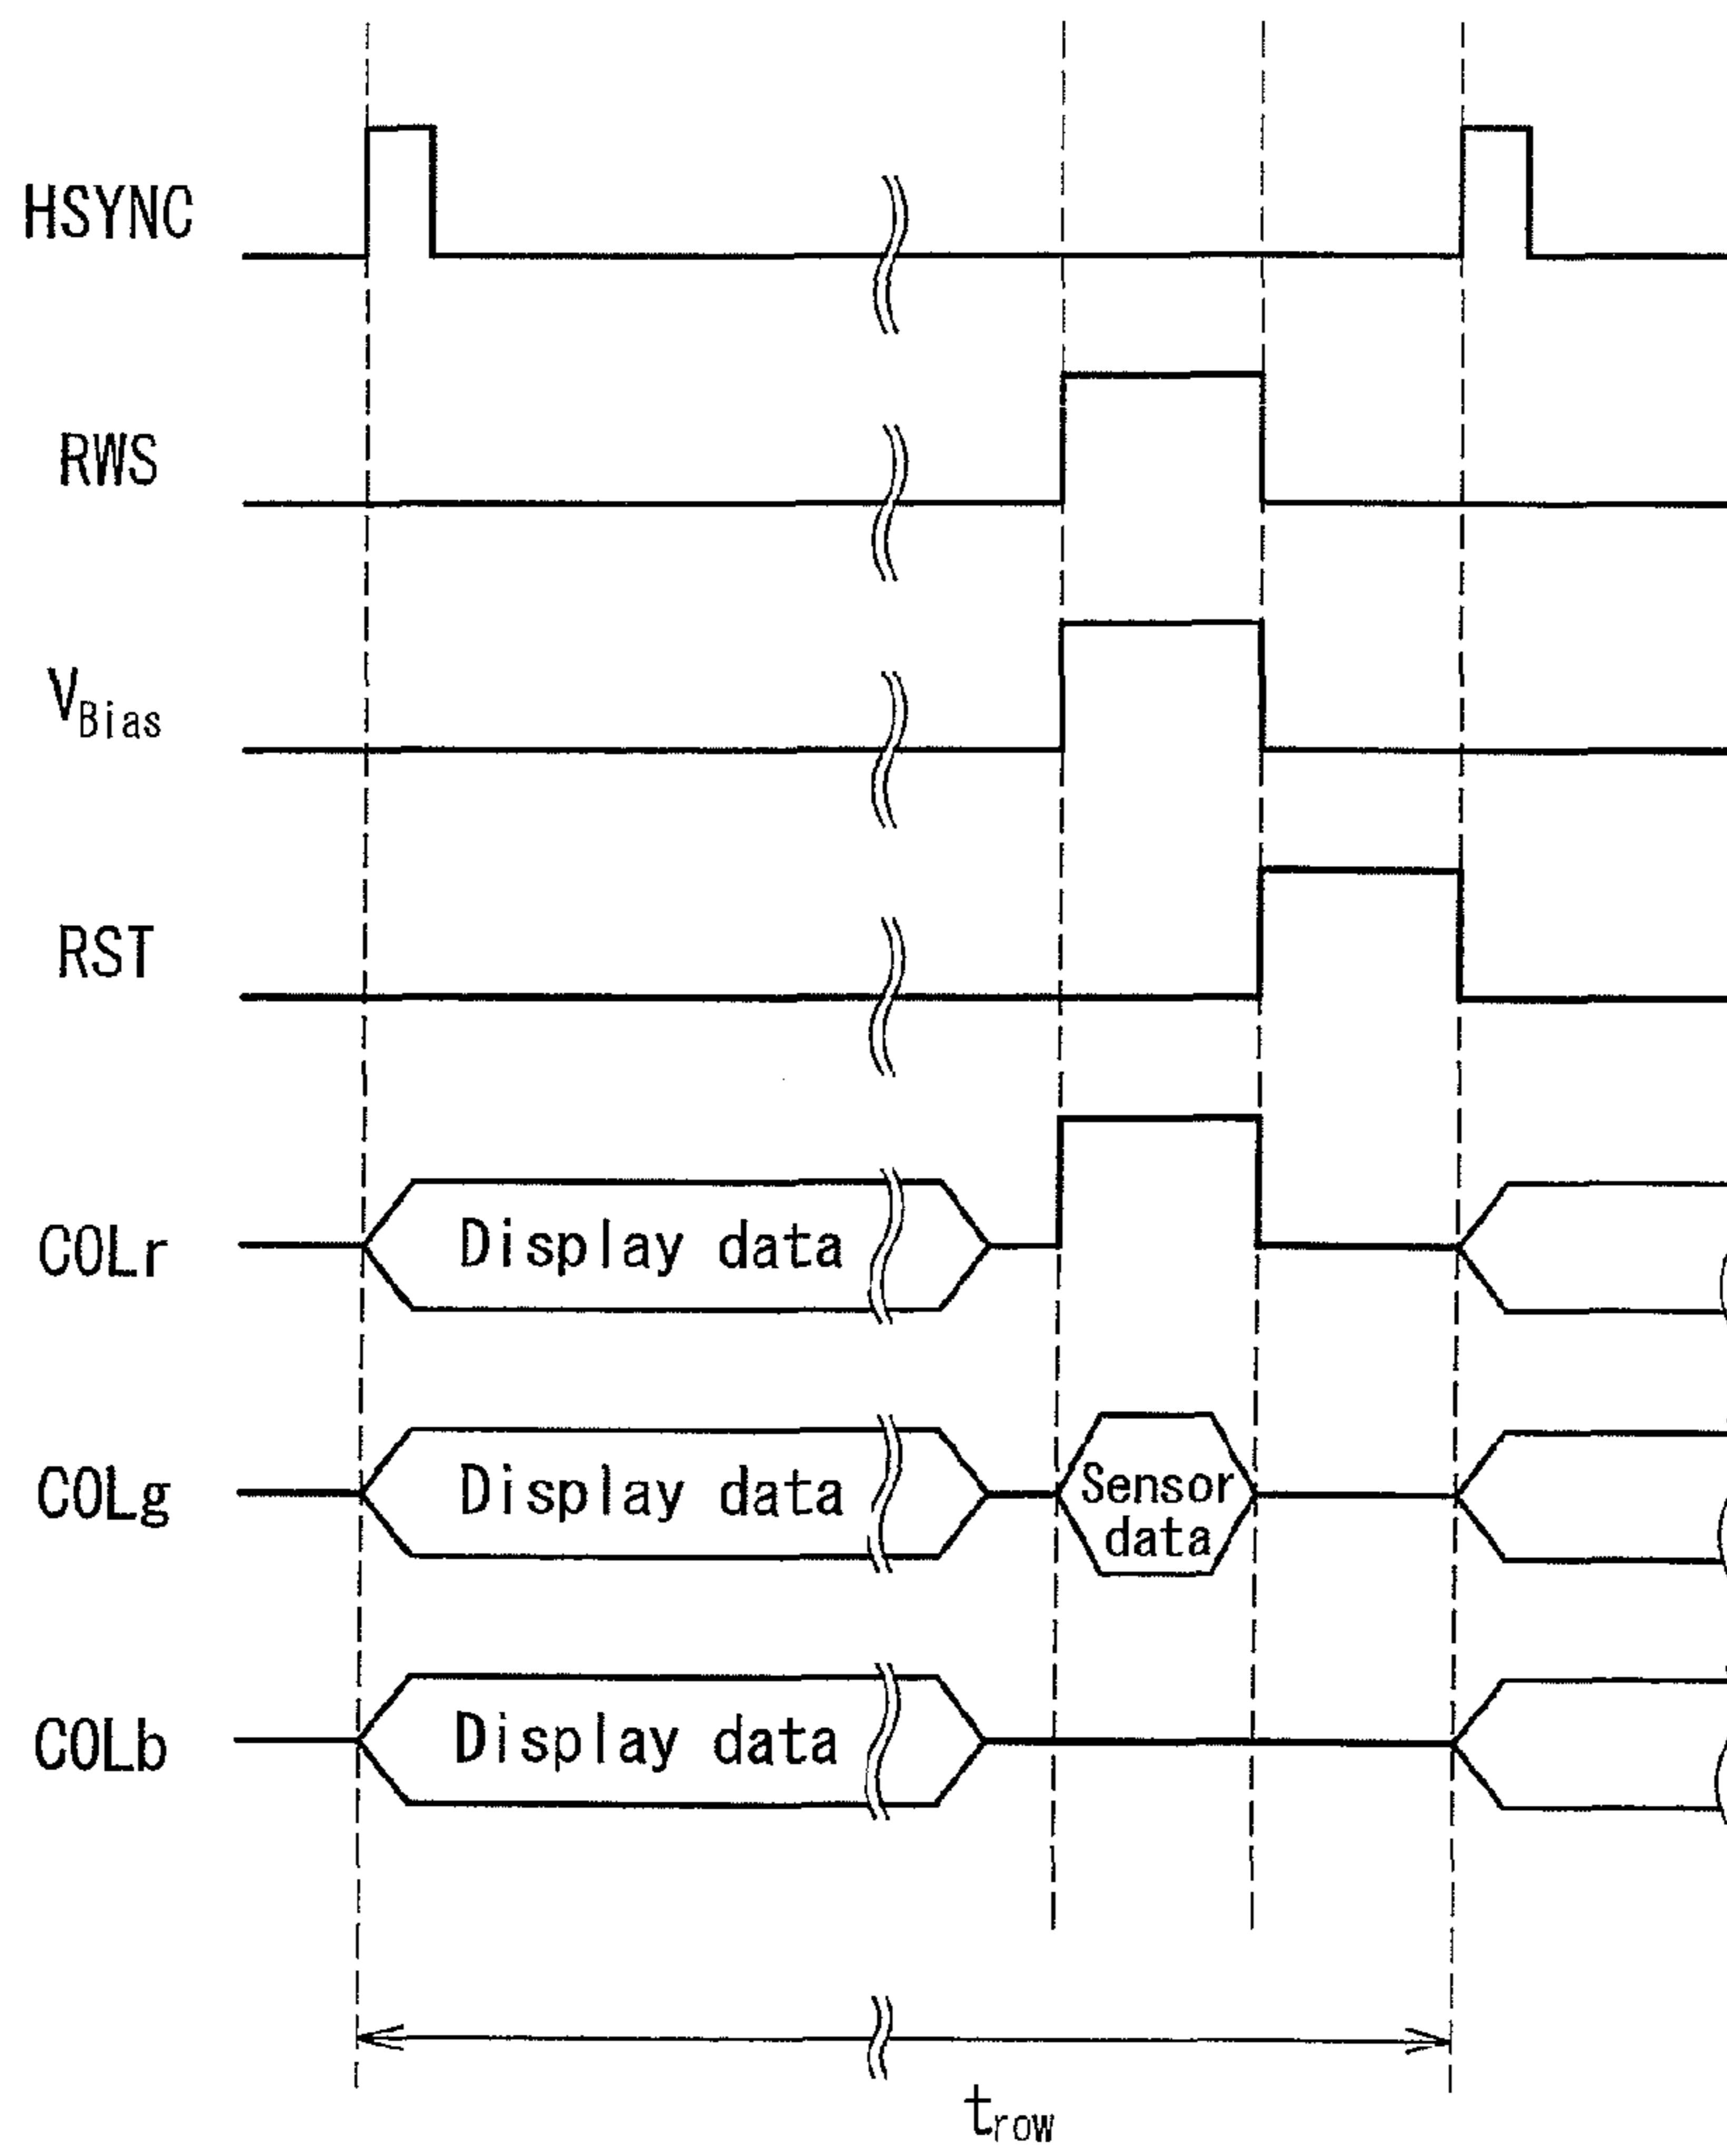 HSYNC
RWS
VBias
RST
COLr Display data
COLg Display data Sensor data
COLb Display data
trow